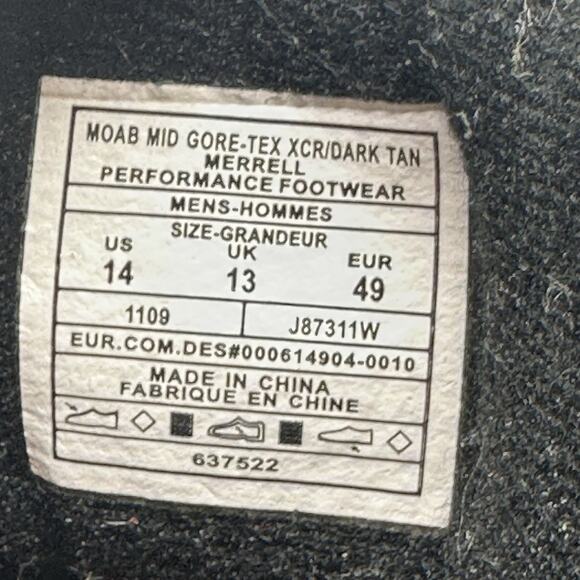 MOAB MID GORE-TEX XCR/DARK TAN
MERRELL
PERFORMANCE FOOTWEAR
MENS-HOMMES
SIZE-GRANDEUR
US UK EUR
14 13 49
1109 J87311W
EUR.COM.DES#000614904-0010
MADE IN CHINA
FABRIQUE EN CHINE
637522